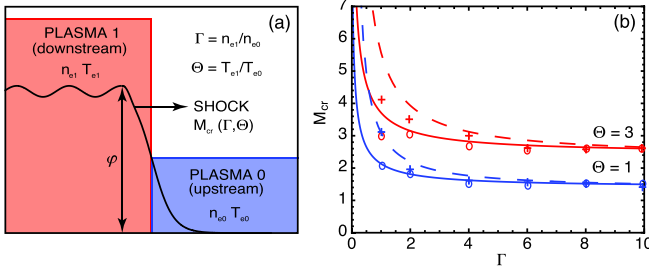 (a)
PLASMA 1
(downstream)
n_e1 T_e1
Γ = n_e1/n_e0
Θ = T_e1/T_e0
SHOCK
M_cr (Γ,Θ)
φ
PLASMA 0
(upstream)
n_e0 T_e0
(b)
M_cr
7
6
5
4
3
2
1
0
Θ = 3
Θ = 1
0 2 4 6 8 10
Γ